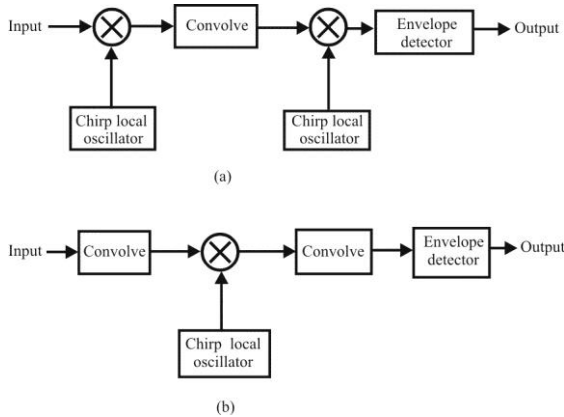 Input
Convolve
Envelope
detector
Output
Chirp local
oscillator
Chirp local
oscillator
(a)
Input
Convolve
Convolve
Envelope
detector
Output
Chirp local
oscillator
(b)